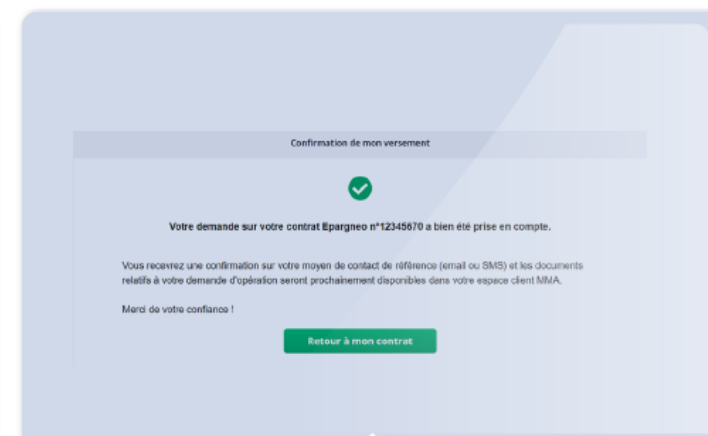 Confirmation de mon versement
Votre demande sur votre contrat Epargneo n°12345670 a bien été prise en compte.
Vous recevrez une confirmation sur votre moyen de contact de référence (email ou SMS) et les documents
relatifs à votre demande d'opération seront prochainement disponibles dans votre espace client MMA.
Merci de votre confiance !
Retour à mon contrat